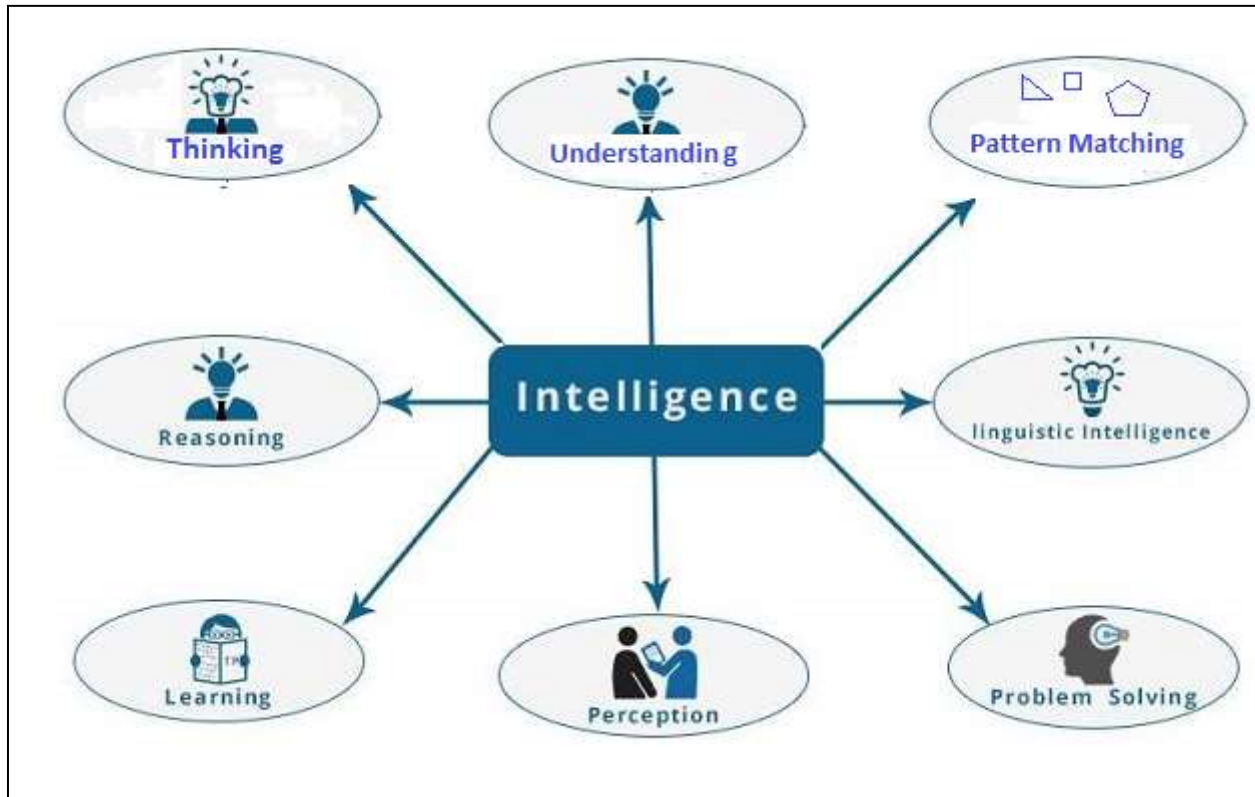 Thinking
Understanding
Pattern Matching
Reasoning
Intelligence
linguistic Intelligence
Learning
Perception
Problem Solving